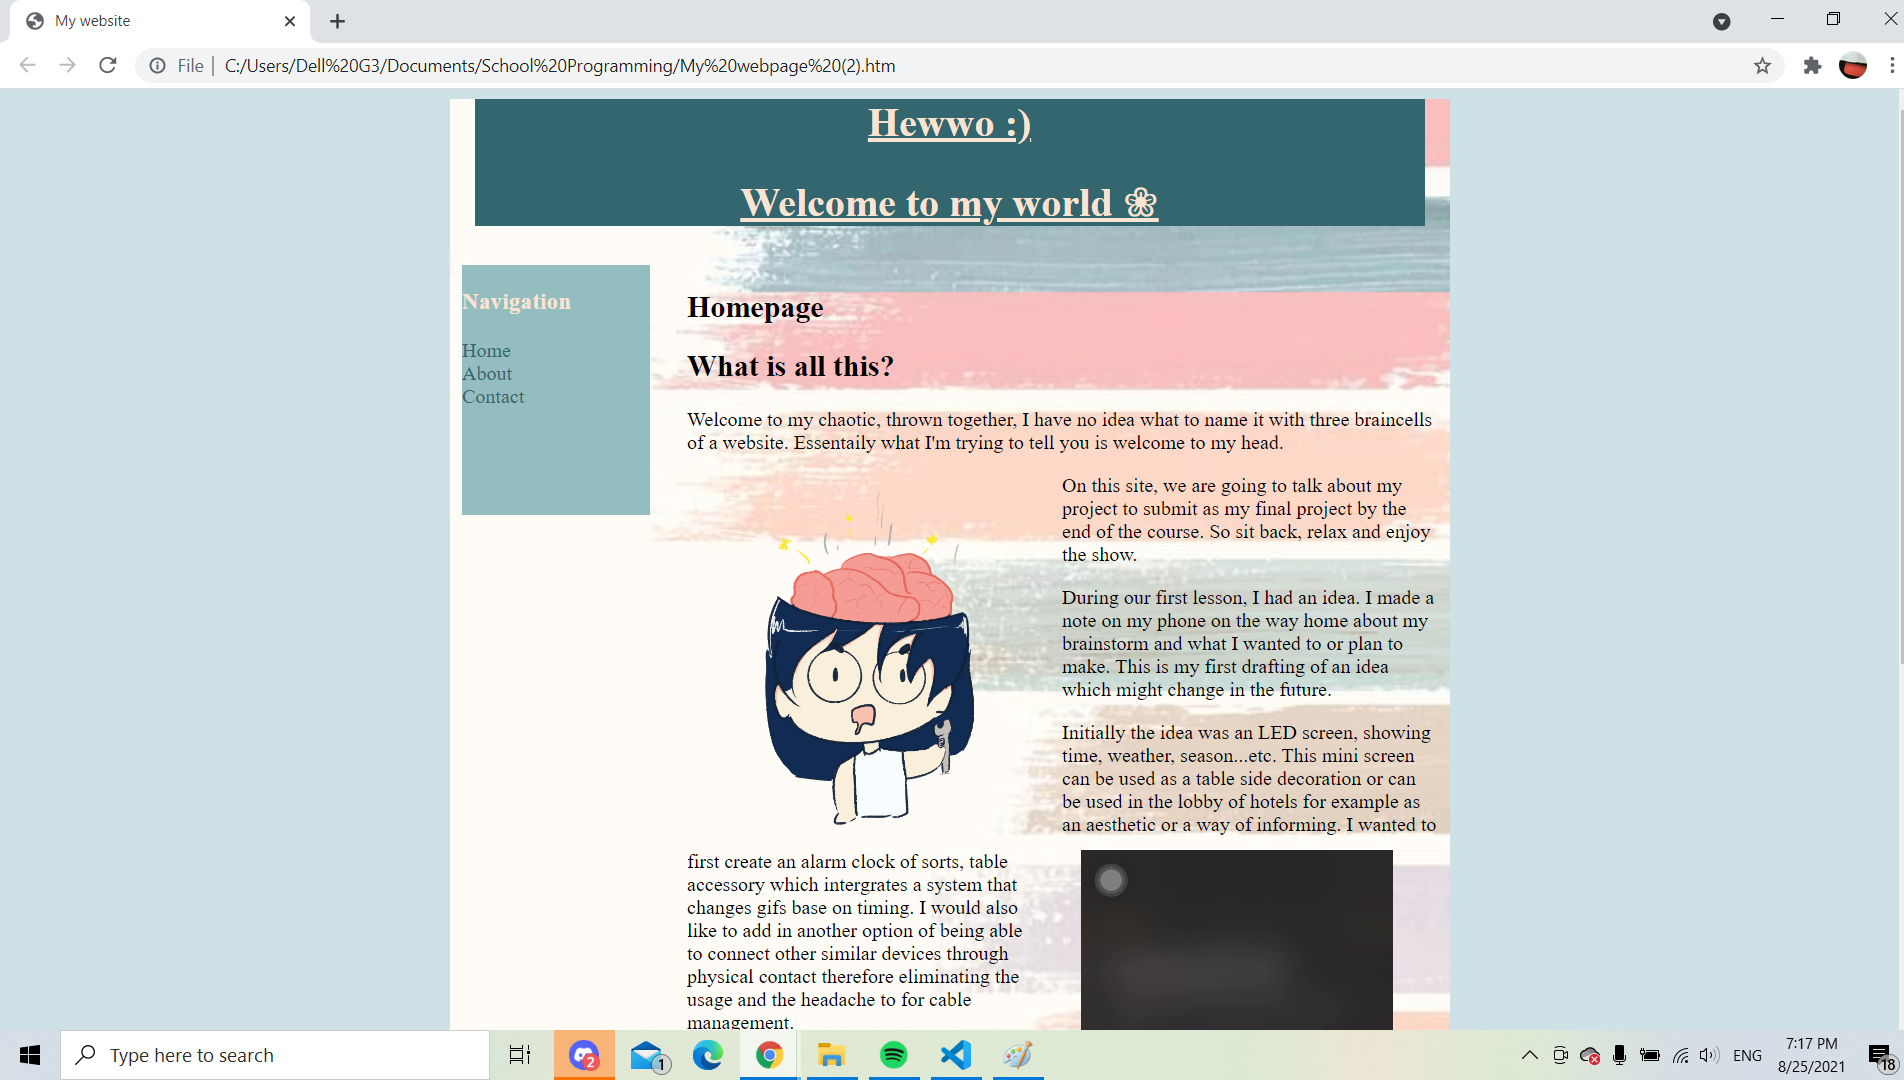 My website
File
C:/Users/Dell%20G3/Documents/School%20Programming/My%20webpage%20(2).htm
Hewwo :)
Welcome to my world ❀
Navigation
Home
About
Contact
Homepage
What is all this?
Welcome to my chaotic, thrown together, I have no idea what to name it with three braincells
of a website. Essentaily what I'm trying to tell you is welcome to my head.
On this site, we are going to talk about my
project to submit as my final project by the
end of the course. So sit back, relax and enjoy
the show.
During our first lesson, I had an idea. I made a
note on my phone on the way home about my
brainstorm and what I wanted to or plan to
make. This is my first drafting of an idea
which might change in the future.
Initially the idea was an LED screen, showing
time, weather, season...etc. This mini screen
can be used as a table side decoration or can
be used in the lobby of hotels for example as
an aesthetic or a way of informing. I wanted to
first create an alarm clock of sorts, table
accessory which intergrates a system that
changes gifs base on timing. I would also
like to add in another option of being able
to connect other similar devices through
physical contact therefore eliminating the
usage and the headache to for cable
management.
Type here to search
2
1
ENG
7:17 PM
8/25/2021
18